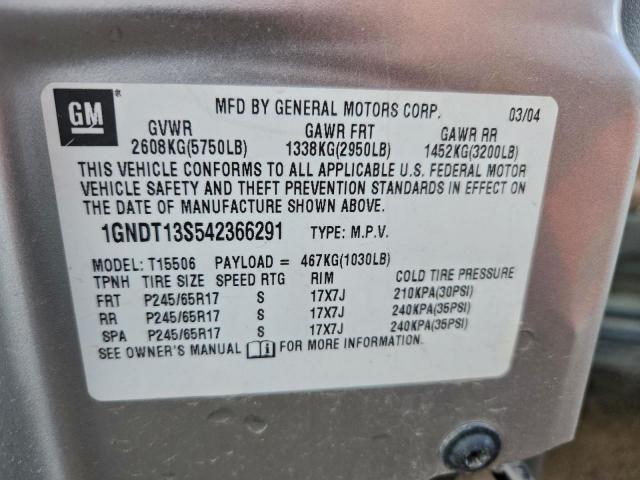 GM
MFD BY GENERAL MOTORS CORP. 03/04
GVWR GAWR FRT GAWR RR
2608KG(5750LB) 1338KG(2950LB) 1452KG(3200LB)
THIS VEHICLE CONFORMS TO ALL APPLICABLE U.S. FEDERAL MOTOR
VEHICLE SAFETY AND THEFT PREVENTION STANDARDS IN EFFECT ON
THE DATE OF MANUFACTURE SHOWN ABOVE.
1GNDT13S542366291 TYPE: M.P.V.
MODEL: T15506 PAYLOAD = 467KG(1030LB)
TPNH TIRE SIZE SPEED RTG RIM COLD TIRE PRESSURE
FRT P245/65R17 S 17X7J 210KPA(30PSI)
RR P245/65R17 S 17X7J 240KPA(35PSI)
SPA P245/65R17 S 17X7J 240KPA(35PSI)
SEE OWNER'S MANUAL FOR MORE INFORMATION.